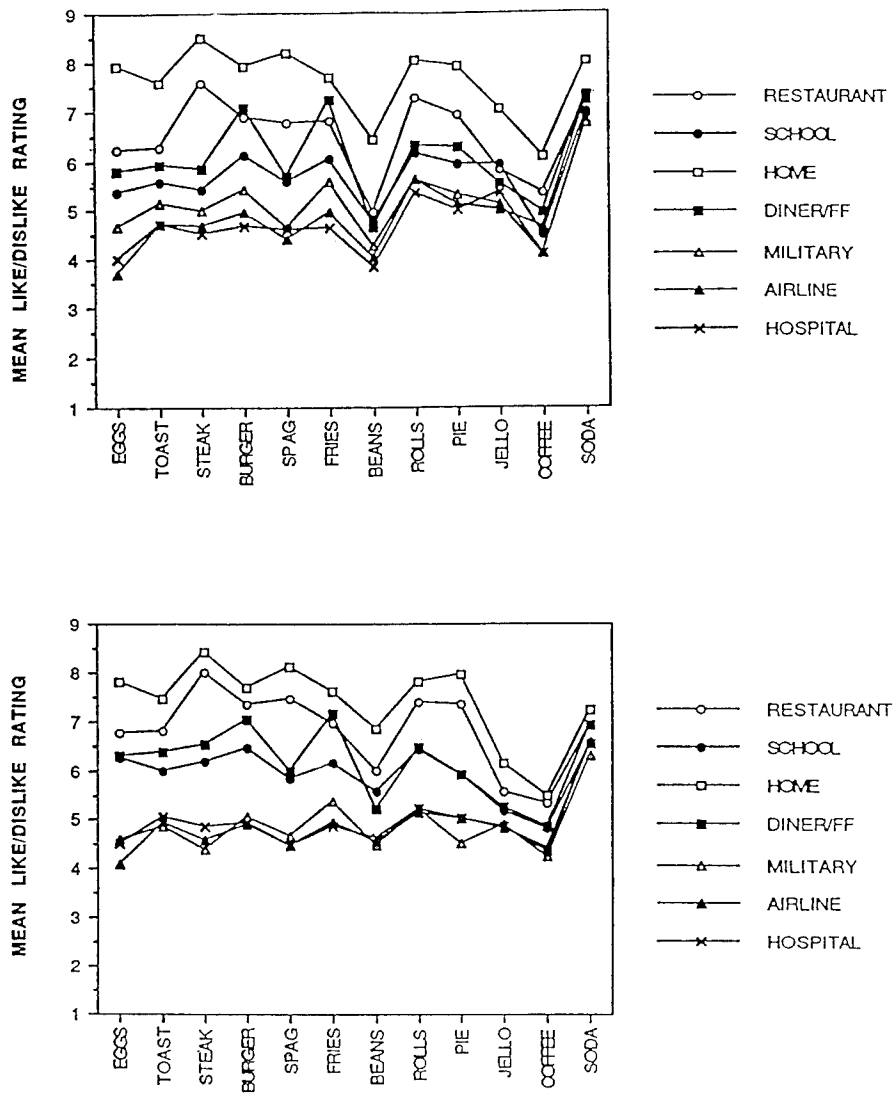 MEAN LIKE/DISLIKE RATING
9
8
7
6
5
4
3
2
1
EGGS
TOAST
STEAK
BURGER
SPAG
FRIES
BEANS
ROLLS
PIE
JELLO
COFFEE
SODA
RESTAURANT
SCHOOL
HOME
DINER/FF
MILITARY
AIRLINE
HOSPITAL
MEAN LIKE/DISLIKE RATING
9
8
7
6
5
4
3
2
1
EGGS
TOAST
STEAK
BURGER
SPAG
FRIES
BEANS
ROLLS
PIE
JELLO
COFFEE
SODA
RESTAURANT
SCHOOL
HOME
DINER/FF
MILITARY
AIRLINE
HOSPITAL